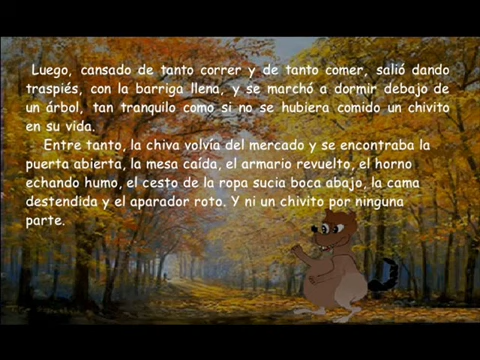 Luego, cansado de tanto correr y de tanto comer, salió dando
traspiés, con la barriga llena, y se marchó a dormir debajo de
un árbol, tan tranquilo como si no se hubiera comido un chivito
en su vida.
Entre tanto, la chiva volvía del mercado y se encontraba la
puerta abierta, la mesa caída, el armario revuelto, el horno
echando humo, el cesto de la ropa sucia boca abajo, la cama
destendida y el aparador roto. Y ni un chivito por ninguna
parte.